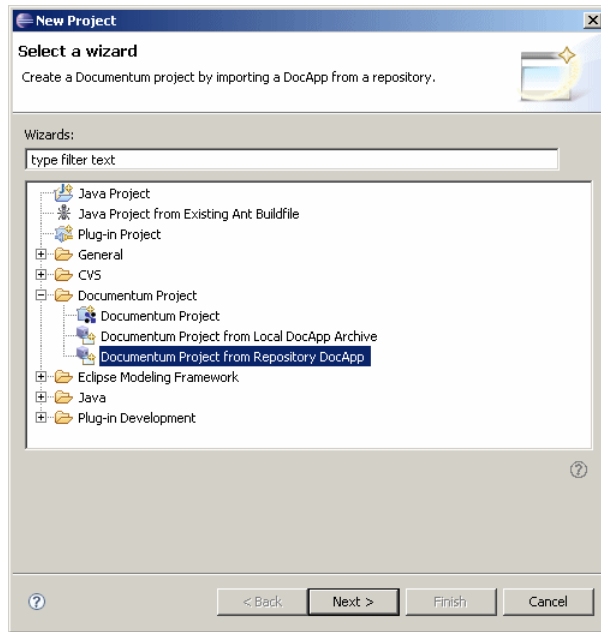 New Project
Select a wizard
Create a Documentum project by importing a DocApp from a repository.
Wizards:
type filter text
Java Project
Java Project from Existing Ant Buildfile
Plug-in Project
General
CVS
Documentum Project
Documentum Project
Documentum Project from Local DocApp Archive
Documentum Project from Repository DocApp
Eclipse Modeling Framework
Java
Plug-in Development
< Back Next > Finish Cancel